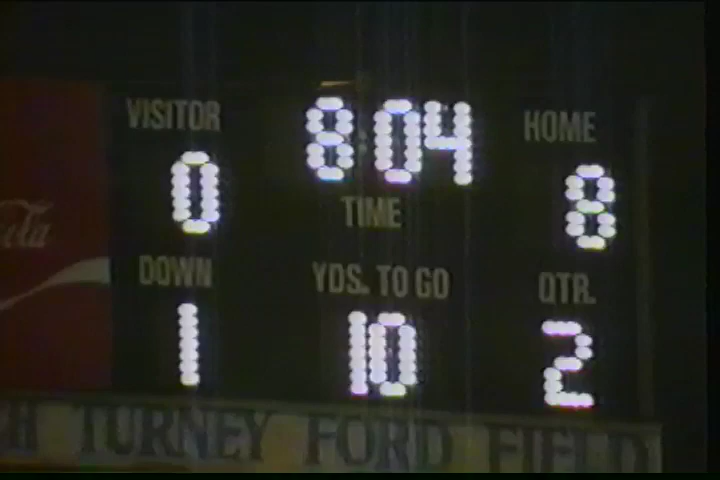 VISITOR 8:04 HOME
0 TIME 8
DOWN YDS. TO GO QTR.
1 10 2
TURNEY FORD FIELD